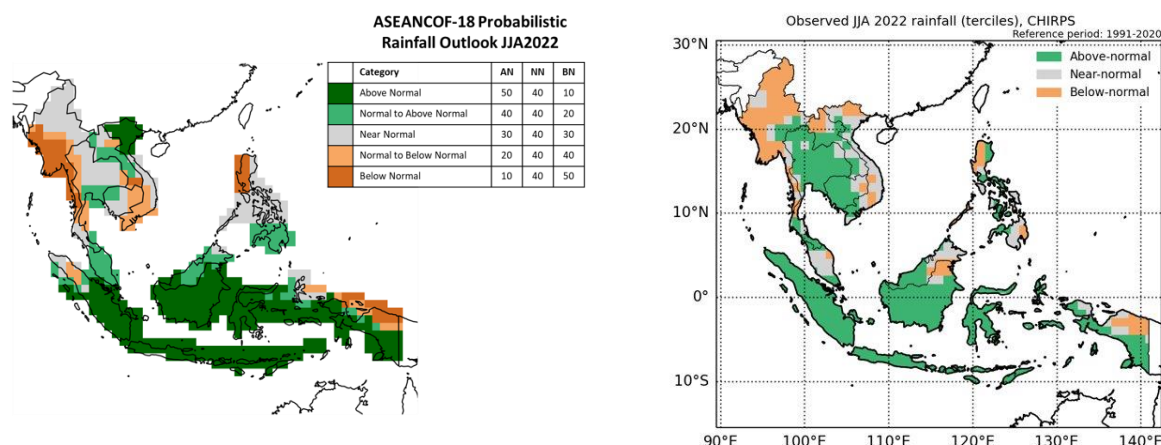 ASEANCOF-18 Probabilistic
Rainfall Outlook JJA2022
Category AN NN BN
Above Normal 50 40 10
Normal to Above Normal 40 40 20
Near Normal 30 40 30
Normal to Below Normal 20 40 40
Below Normal 10 40 50
Observed JJA 2022 rainfall (terciles), CHIRPS
Reference period: 1991-2020
30°N
Above-normal
Near-normal
Below-normal
20°N
10°N
0°
10°S
90°E 100°E 110°E 120°E 130°E 140°E